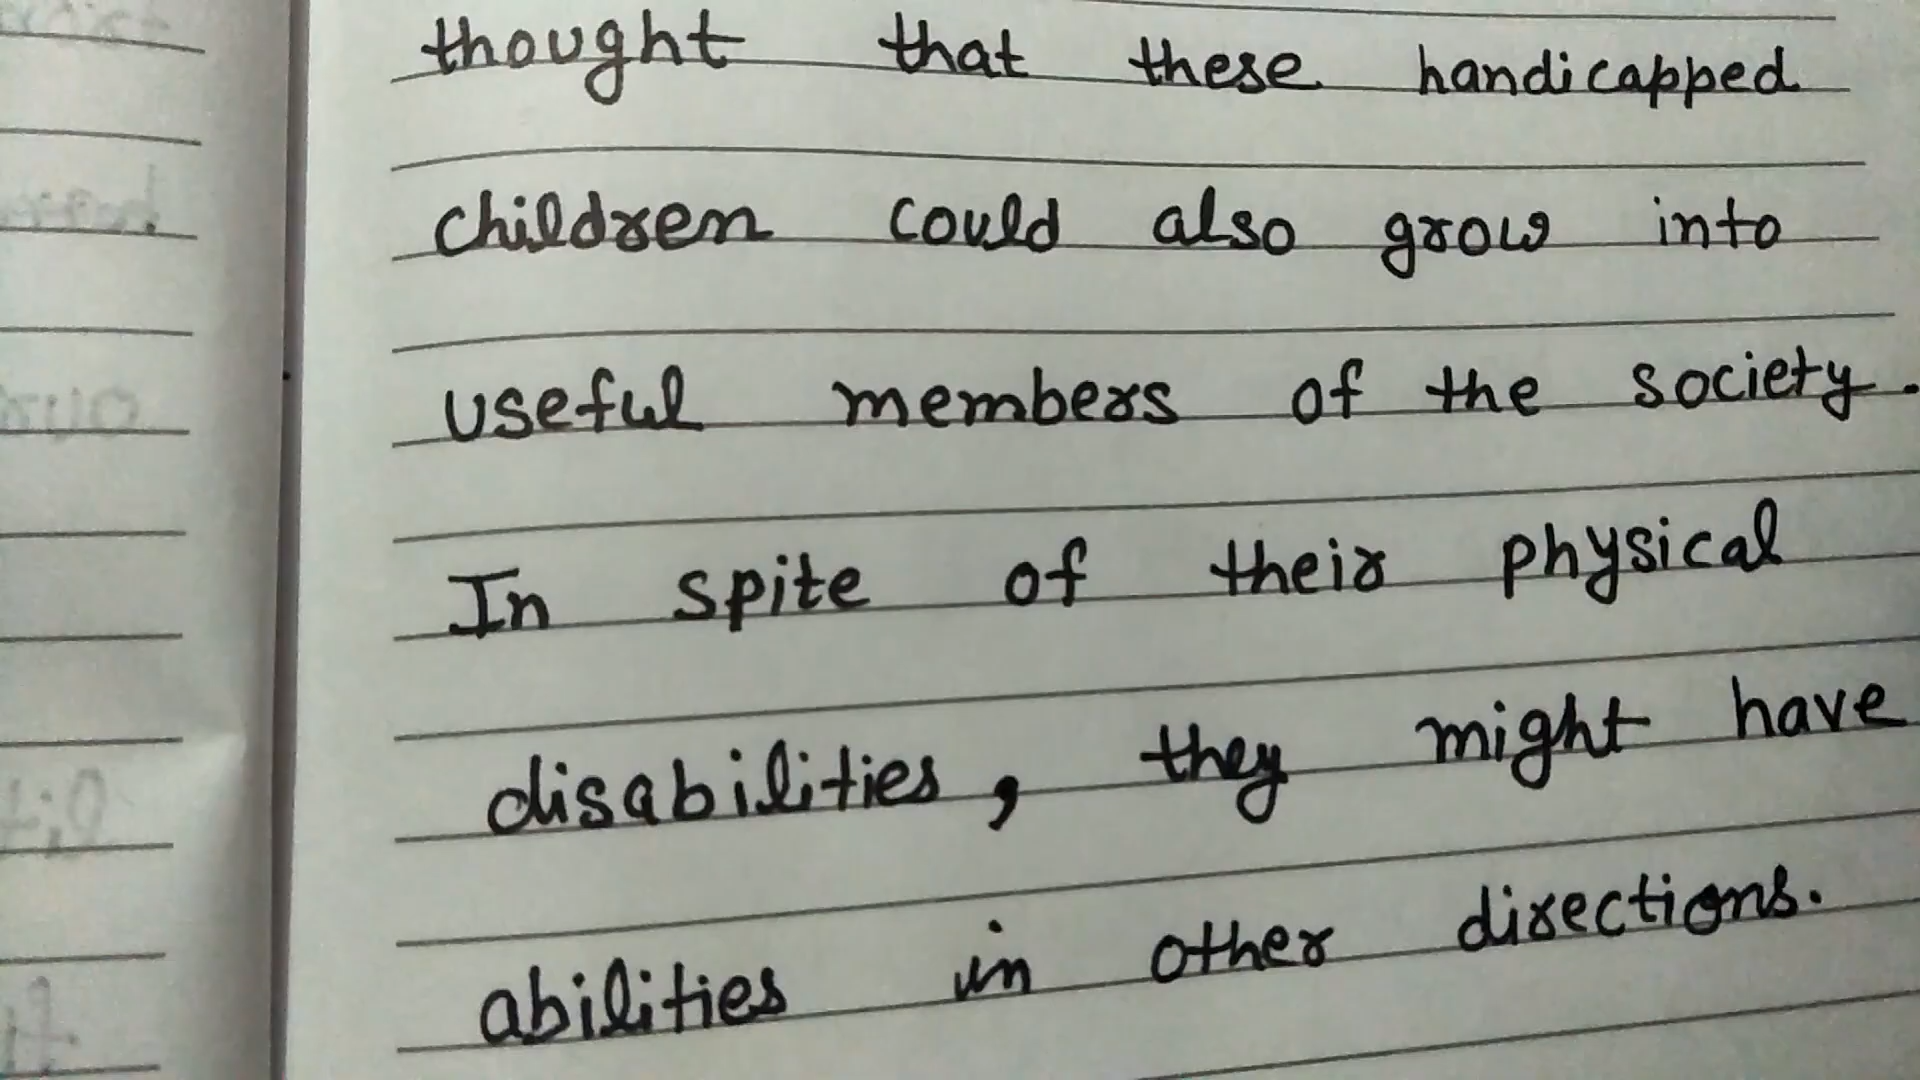 thought that these handicapped
children could also grow into
useful members of the society.
In spite of their physical
disabilities, they might have
abilities in other directions.